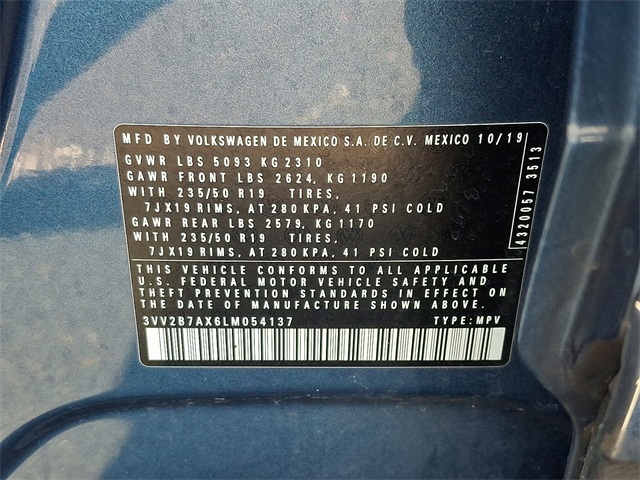 MFD BY VOLKSWAGEN DE MEXICO S.A. DE C.V. MEXICO 10/19
GVWR LBS 5093 KG 2310
GAWR FRONT LBS 2624, KG 1190
WITH 235/50 R19 TIRES,
7JX19 RIMS, AT 280 KPA, 41 PSI COLD
GAWR REAR LBS 2579, KG 1170
WITH 235/50 R19 TIRES,
7JX19 RIMS, AT 280 KPA, 41 PSI COLD
THIS VEHICLE CONFORMS TO ALL APPLICABLE
U.S. FEDERAL MOTOR VEHICLE SAFETY AND
THEFT PREVENTION STANDARDS IN EFFECT ON
THE DATE OF MANUFACTURE SHOWN ABOVE.
3VV2B7AX6LM054137 TYPE: MPV
4320057 3513